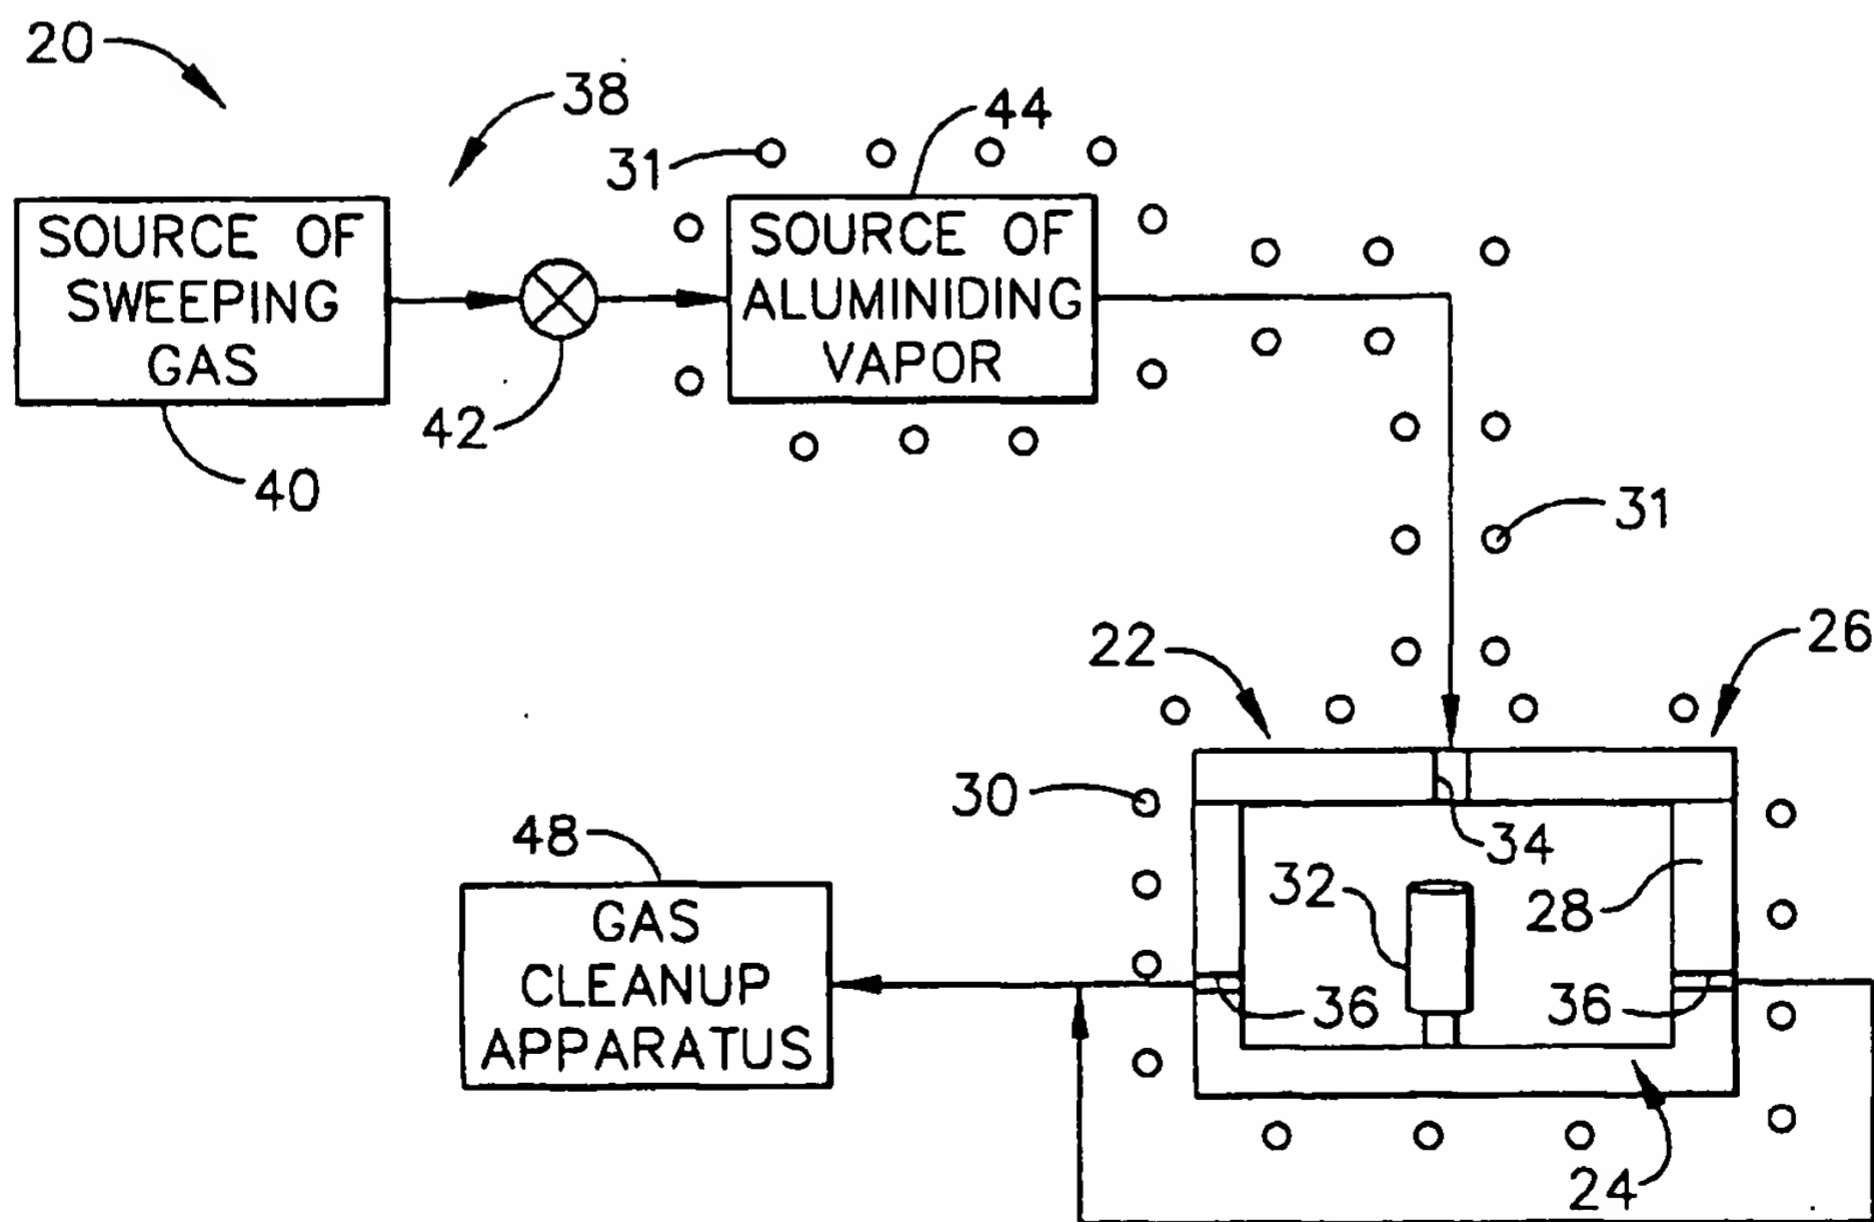 20
38
44
31
SOURCE OF
SWEEPING
GAS
SOURCE OF
ALUMINIDING
VAPOR
42
40
31
22
26
30
34
48
32
28
GAS
CLEANUP
APPARATUS
36
36
24